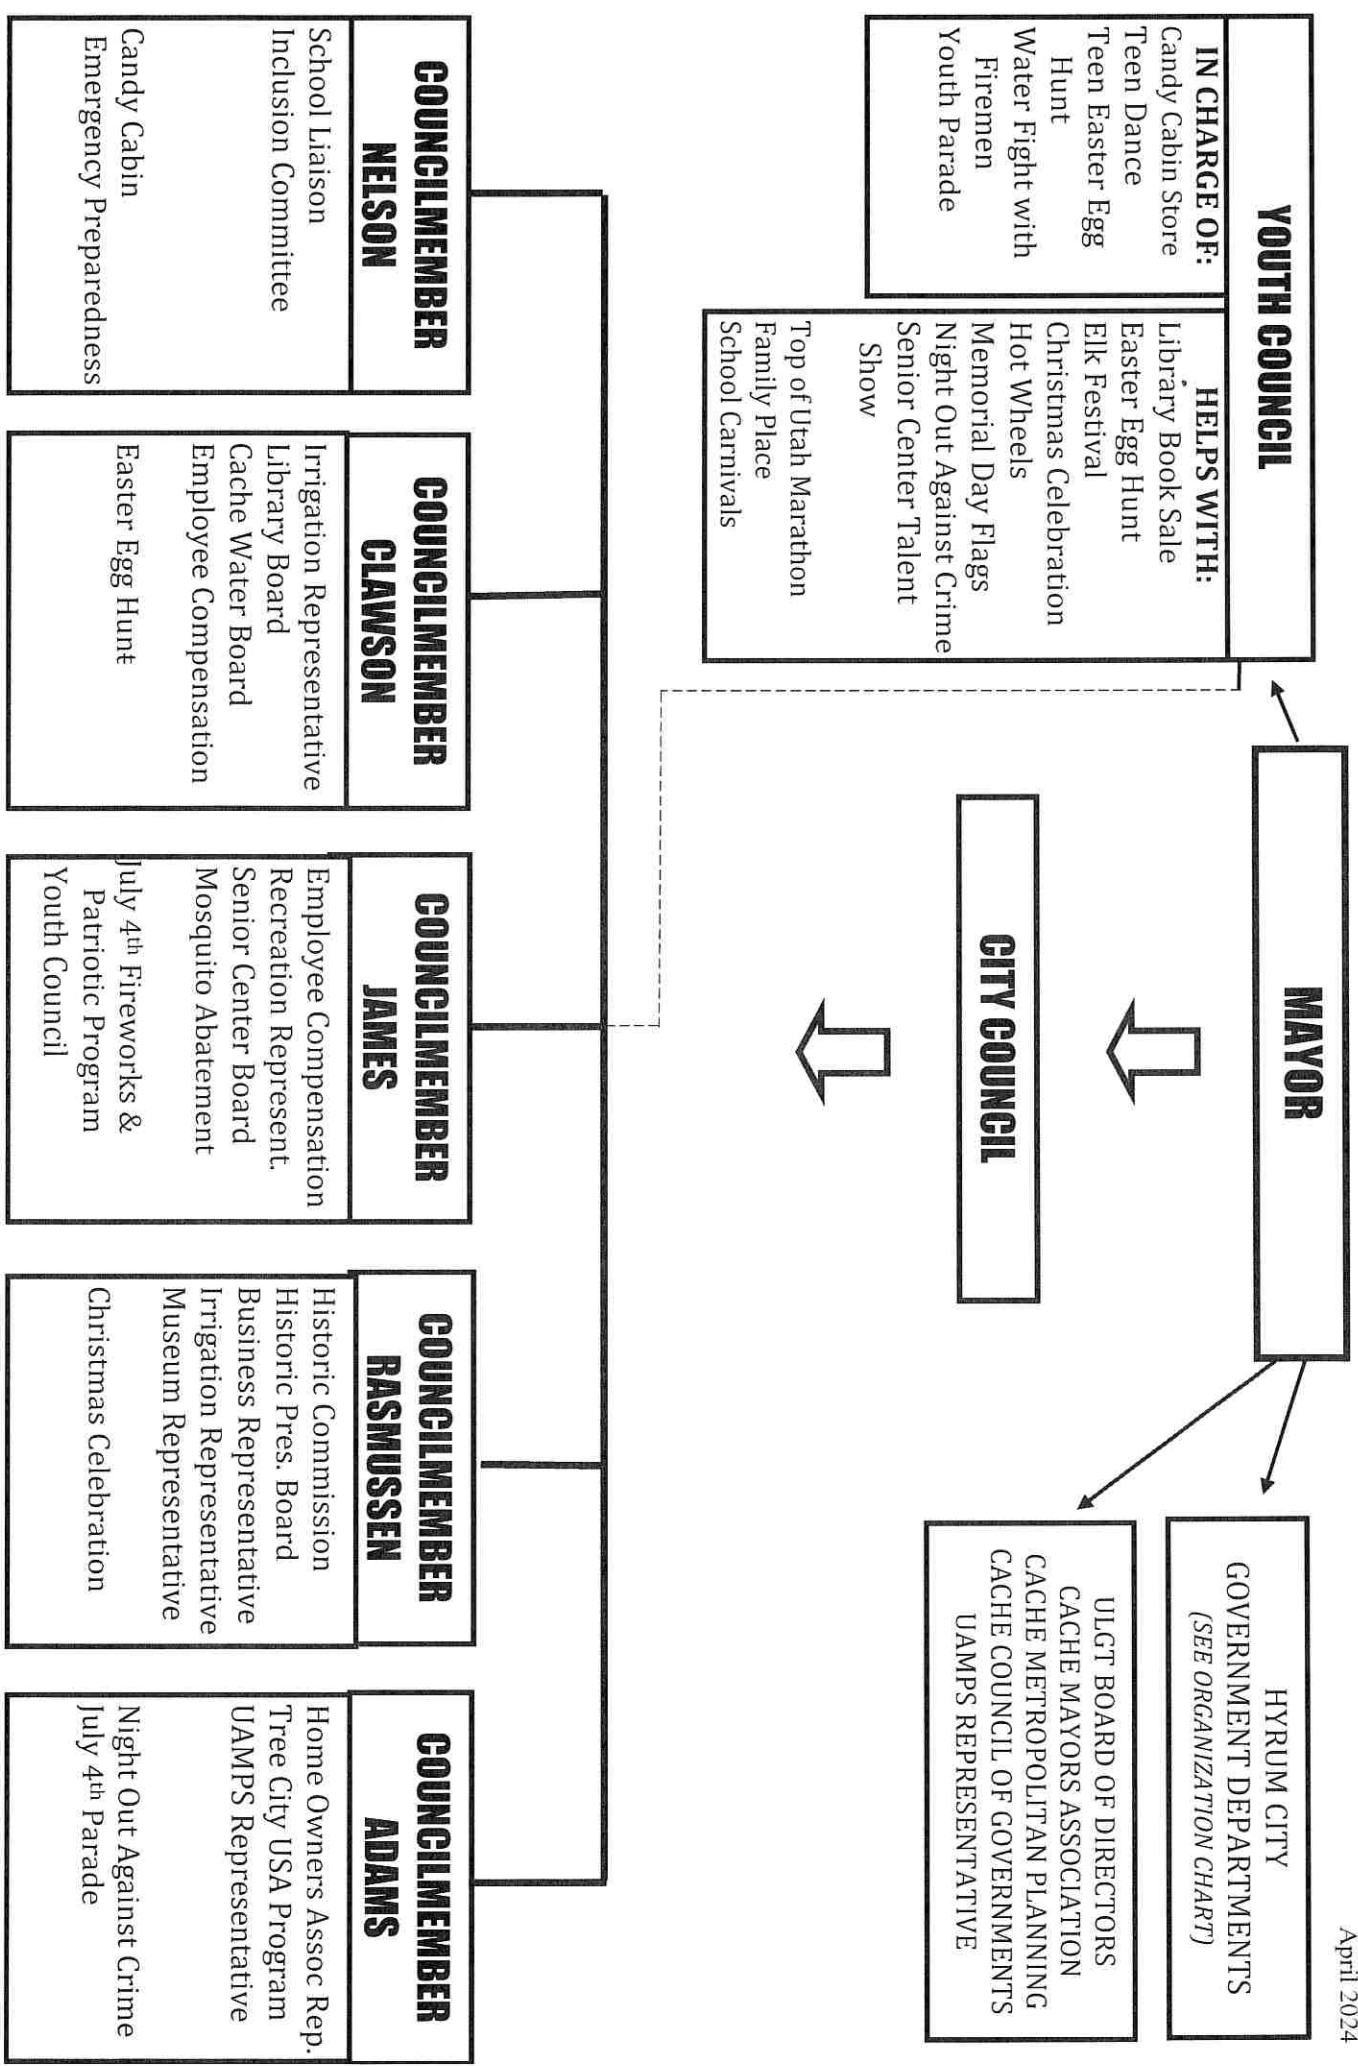 April 2024
MAYOR
HYRUM CITY
GOVERNMENT DEPARTMENTS
(SEE ORGANIZATION CHART)
ULGT BOARD OF DIRECTORS
CACHE MAYORS ASSOCIATION
CACHE METROPOLITAN PLANNING
CACHE COUNCIL OF GOVERNMENTS
UAMPS REPRESENTATIVE
YOUTH COUNCIL
IN CHARGE OF:
Candy Cabin Store
Teen Dance
Teen Easter Egg
Hunt
Water Fight with
Firemen
Youth Parade
HELPS WITH:
Library Book Sale
Easter Egg Hunt
Elk Festival
Christmas Celebration
Hot Wheels
Memorial Day Flags
Night Out Against Crime
Senior Center Talent
Show
Top of Utah Marathon
Family Place
School Carnivals
CITY COUNCIL
COUNCILMEMBER
NELSON
School Liaison
Inclusion Committee
Candy Cabin
Emergency Preparedness
COUNCILMEMBER
CLAWSON
Irrigation Representative
Library Board
Cache Water Board
Employee Compensation
Easter Egg Hunt
COUNCILMEMBER
JAMES
Employee Compensation
Recreation Represent.
Senior Center Board
Mosquito Abatement
July 4th Fireworks &
Patriotic Program
Youth Council
COUNCILMEMBER
RASMUSSEN
Historic Commission
Historic Pres. Board
Business Representative
Irrigation Representative
Museum Representative
Christmas Celebration
COUNCILMEMBER
ADAMS
Home Owners Assoc Rep.
Tree City USA Program
UAMPS Representative
Night Out Against Crime
July 4th Parade